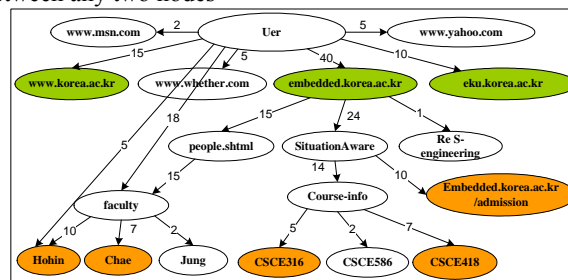 between any two nodes
www.msn.com
2
Uer
5
www.yahoo.com
15
5
40
10
www.korea.ac.kr
www.whether.com
embedded.korea.ac.kr
eku.korea.ac.kr
18
15
24
1
5
people.shtml
SituationAware
Re S-
engineering
15
14
10
faculty
Course-info
Embedded.korea.ac.kr
/admission
10
7
2
5
2
7
Hohin
Chae
Jung
CSCE316
CSCE586
CSCE418